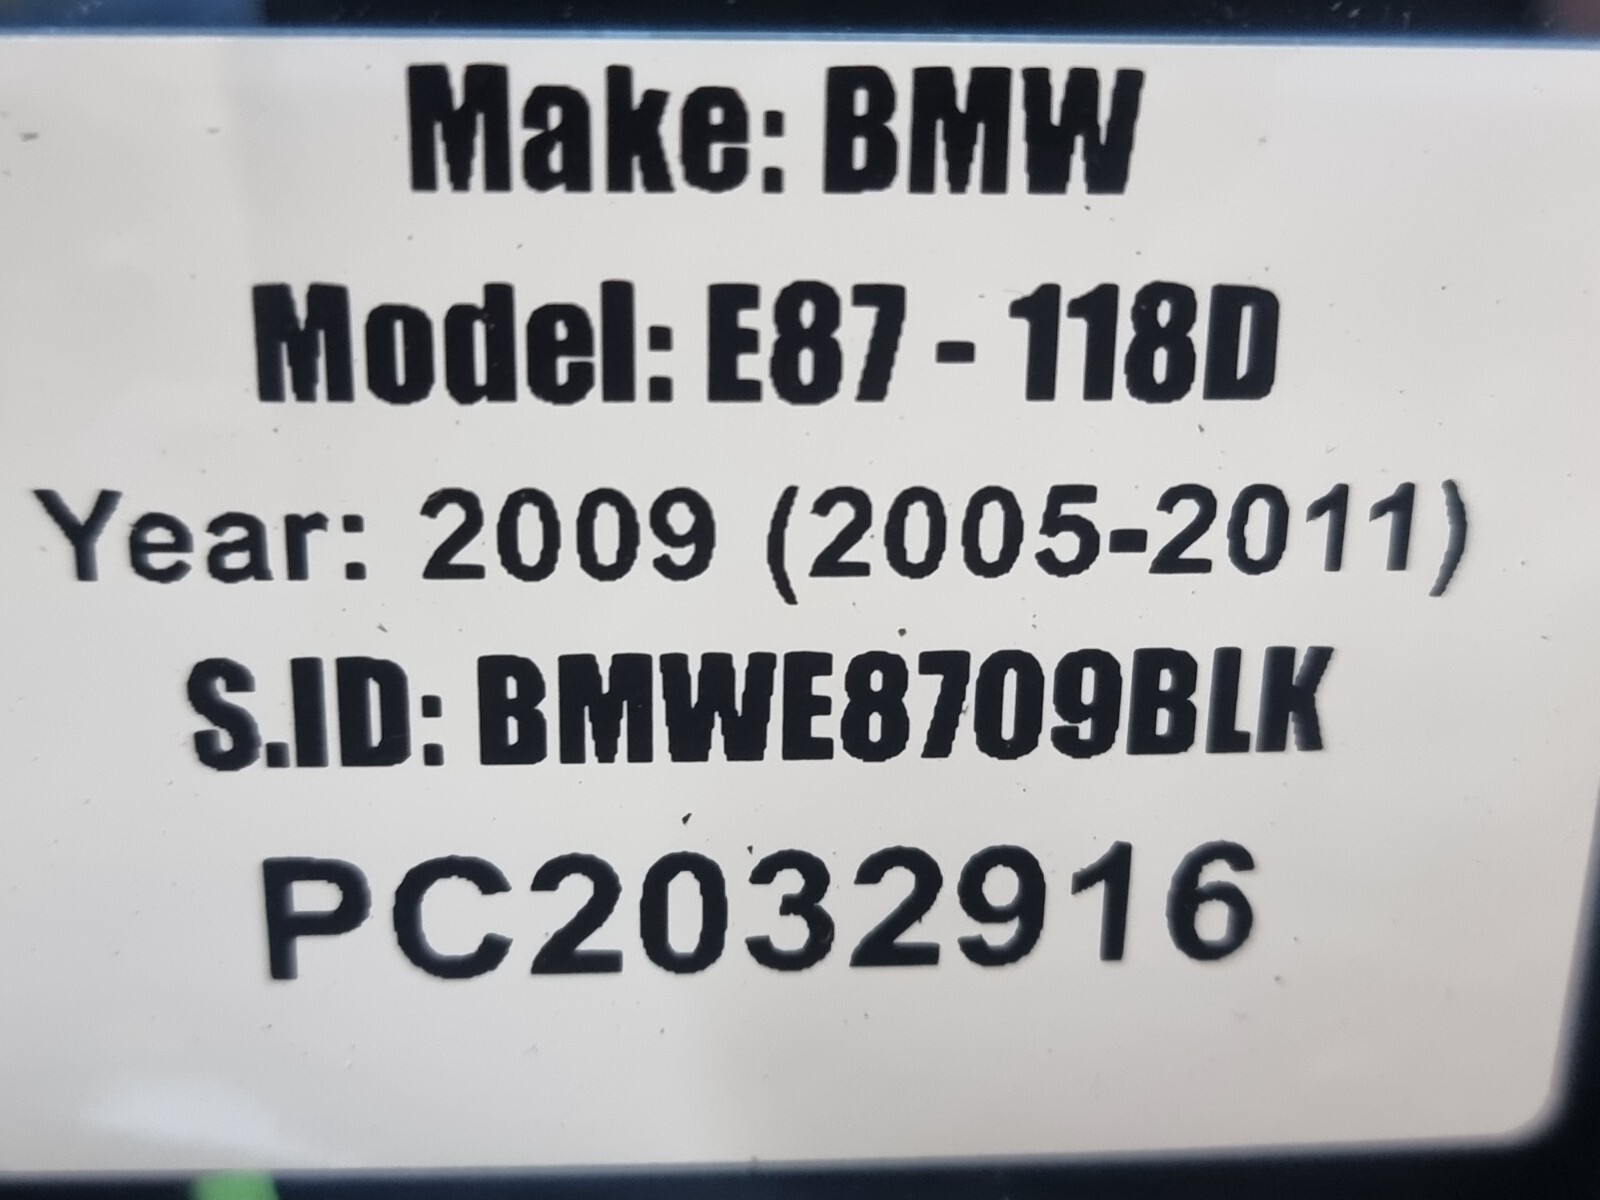 Make: BMW
Model: E87 - 118D
Year: 2009 (2005-2011)
S.ID: BMWE8709BLK
PC2032916